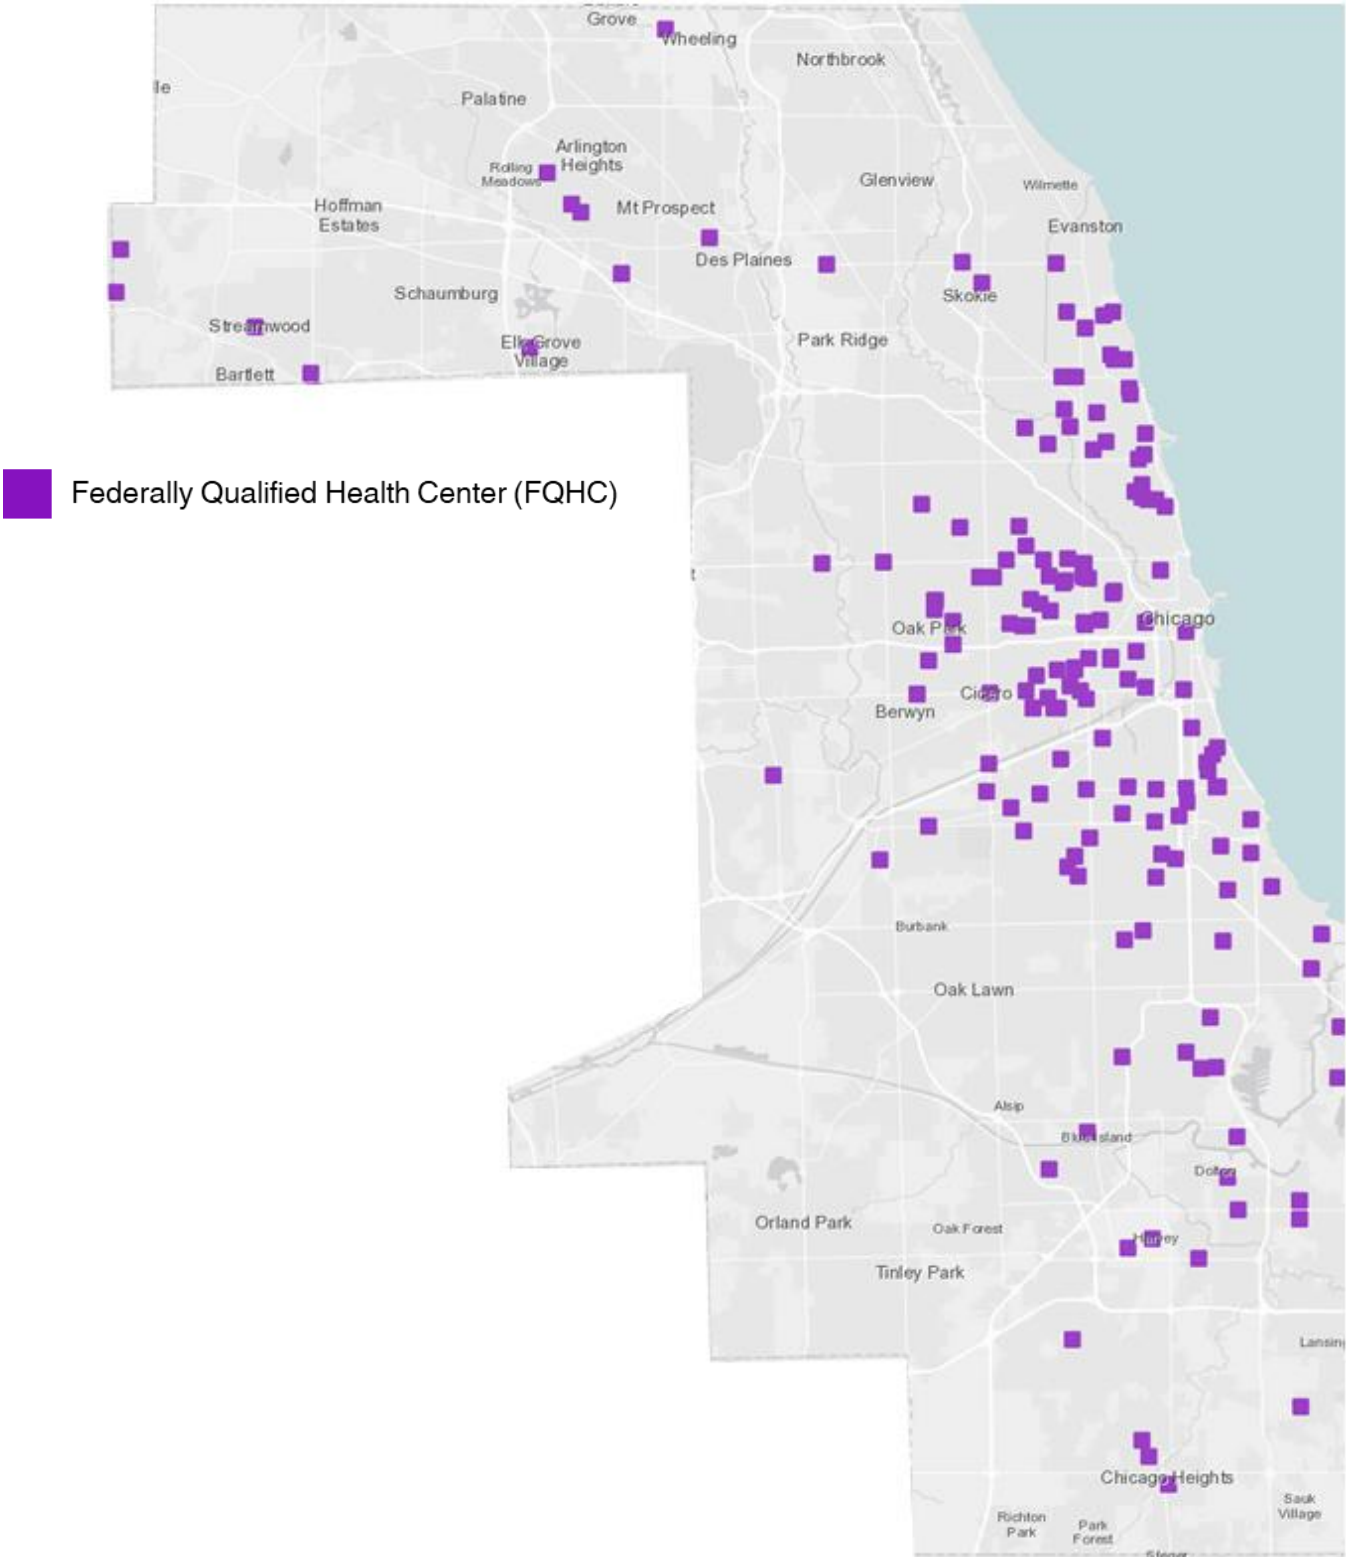 Grove
Wheeling
Northbrook
Palatine
Arlington
Heights
Rolling
Meadows
Glenview
Wilmette
Hoffman
Estates
Mt Prospect
Evanston
Des Plaines
Schaumburg
Skokie
Streamwood
Elk Grove
Village
Park Ridge
Bartlett
Federally Qualified Health Center (FQHC)
Chicago
Oak Park
Cicero
Berwyn
Burbank
Oak Lawn
Alsip
Blue Island
Dolton
Orland Park
Oak Forest
Harvey
Tinley Park
Lansing
Chicago Heights
Sauk
Village
Richton
Park
Park
Forest
Steger